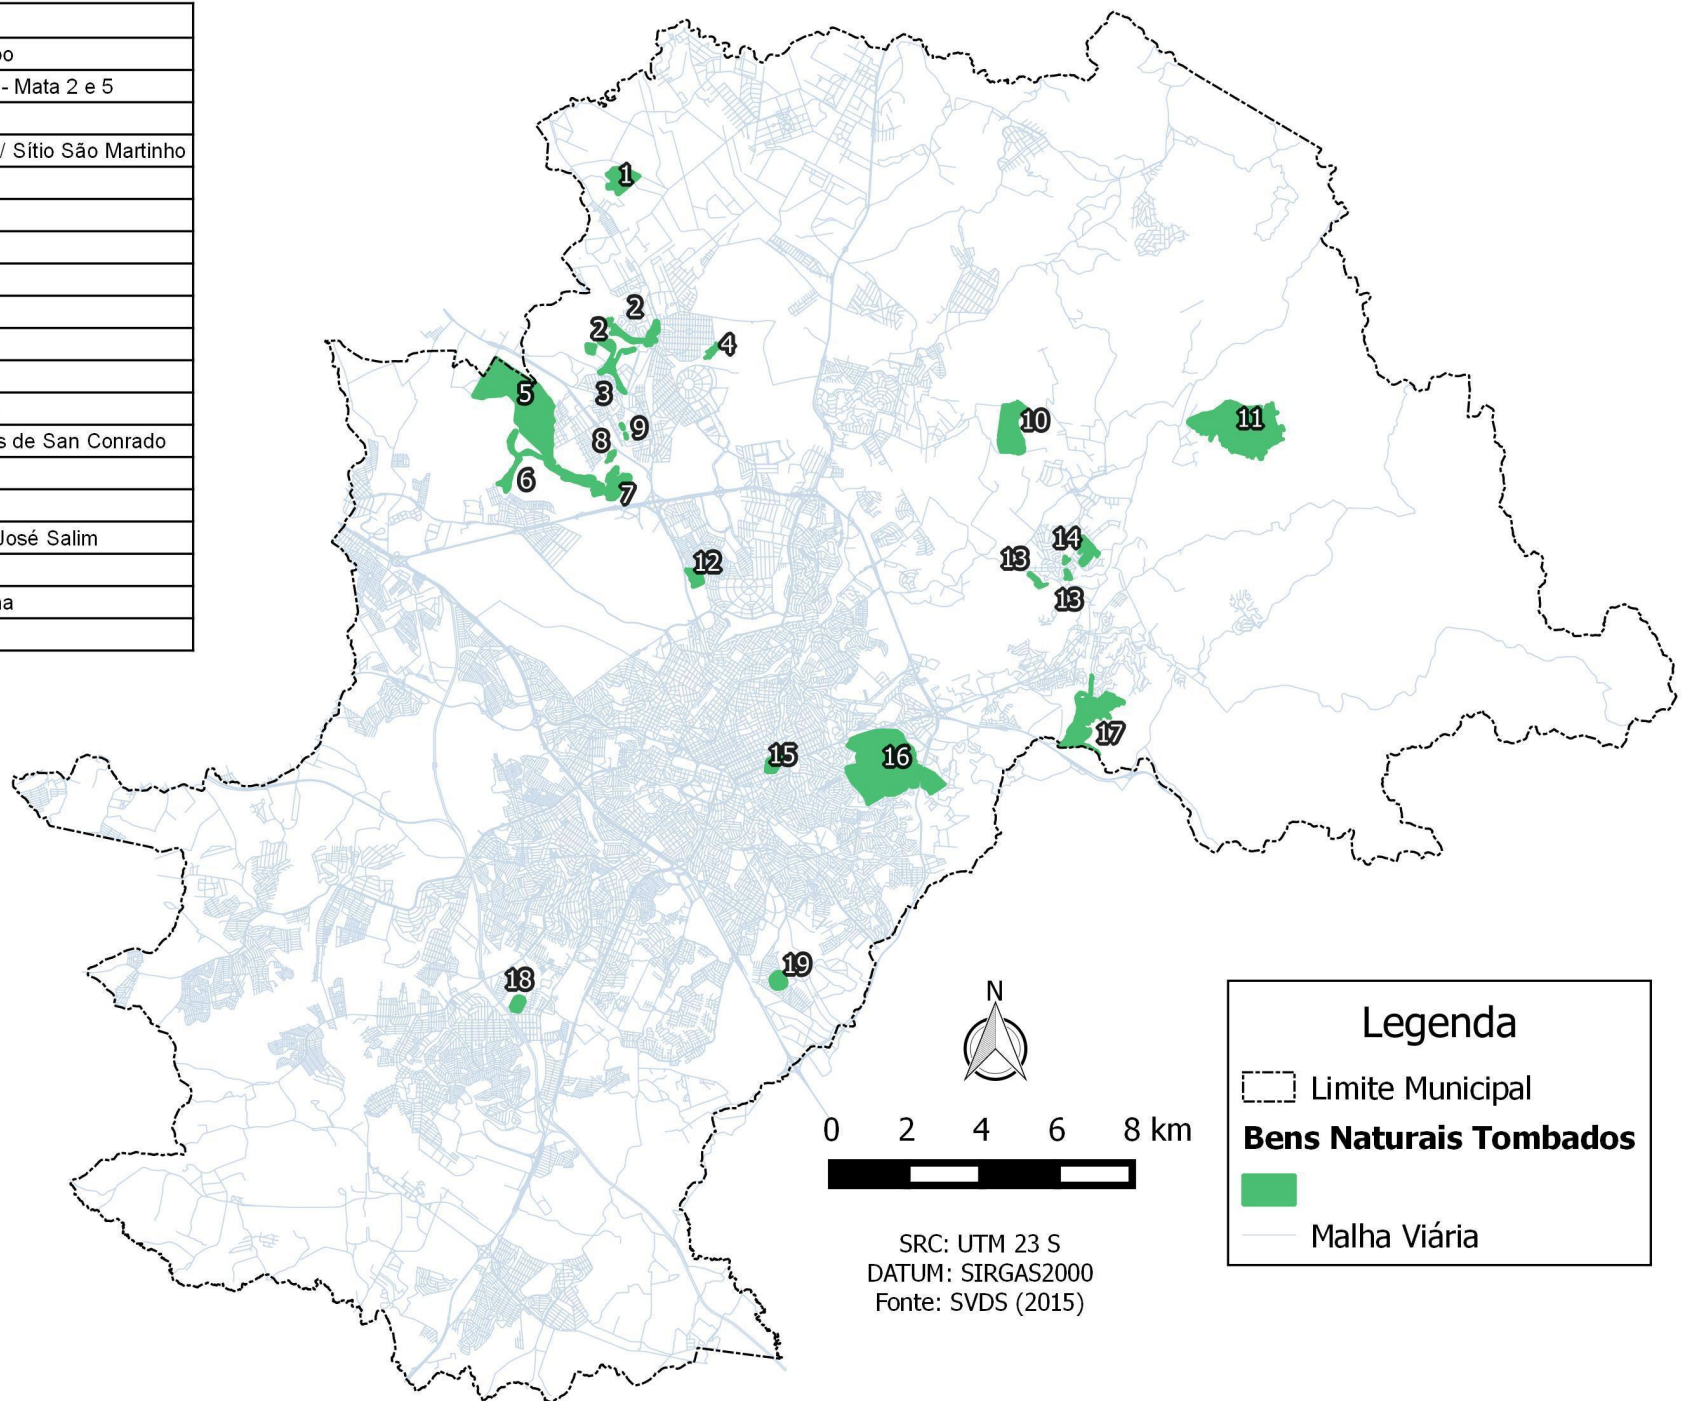 oo
- Mata 2 e 5
/ Sítio São Martinho
s de San Conrado
José Salim
na
1
2
2
4
3
5
9
8
6
7
10
11
12
14
13
13
15
16
17
18
19
N
0 2 4 6 8 km
SRC: UTM 23 S
DATUM: SIRGAS2000
Fonte: SVDS (2015)
Legenda
Limite Municipal
Bens Naturais Tombados
Malha Viária